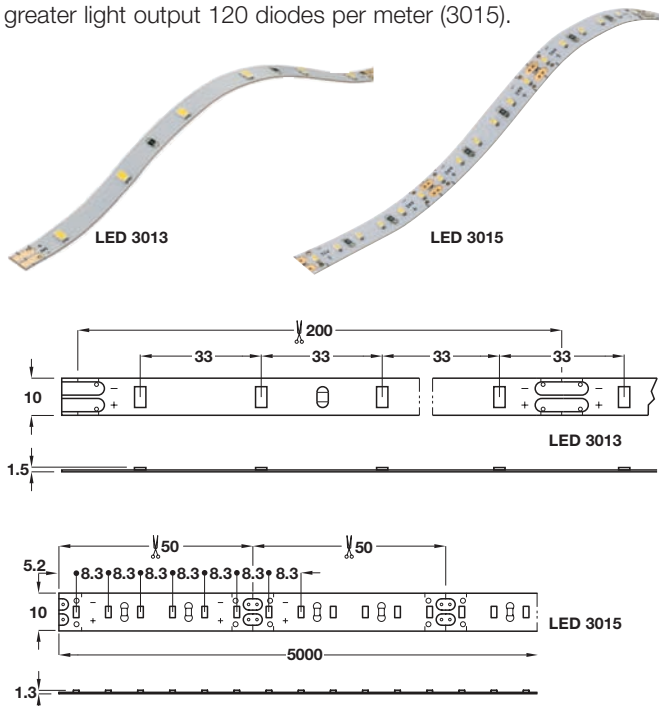 greater light output 120 diodes per meter (3015).
LED 3013
LED 3015
200
33 33 33 33
10
− +
− +
LED 3013
1.5
50 50
5.2 8.3 8.3 8.3 8.3 8.3 8.3 8.3
10
− −
+ +
LED 3015
5000
1.3